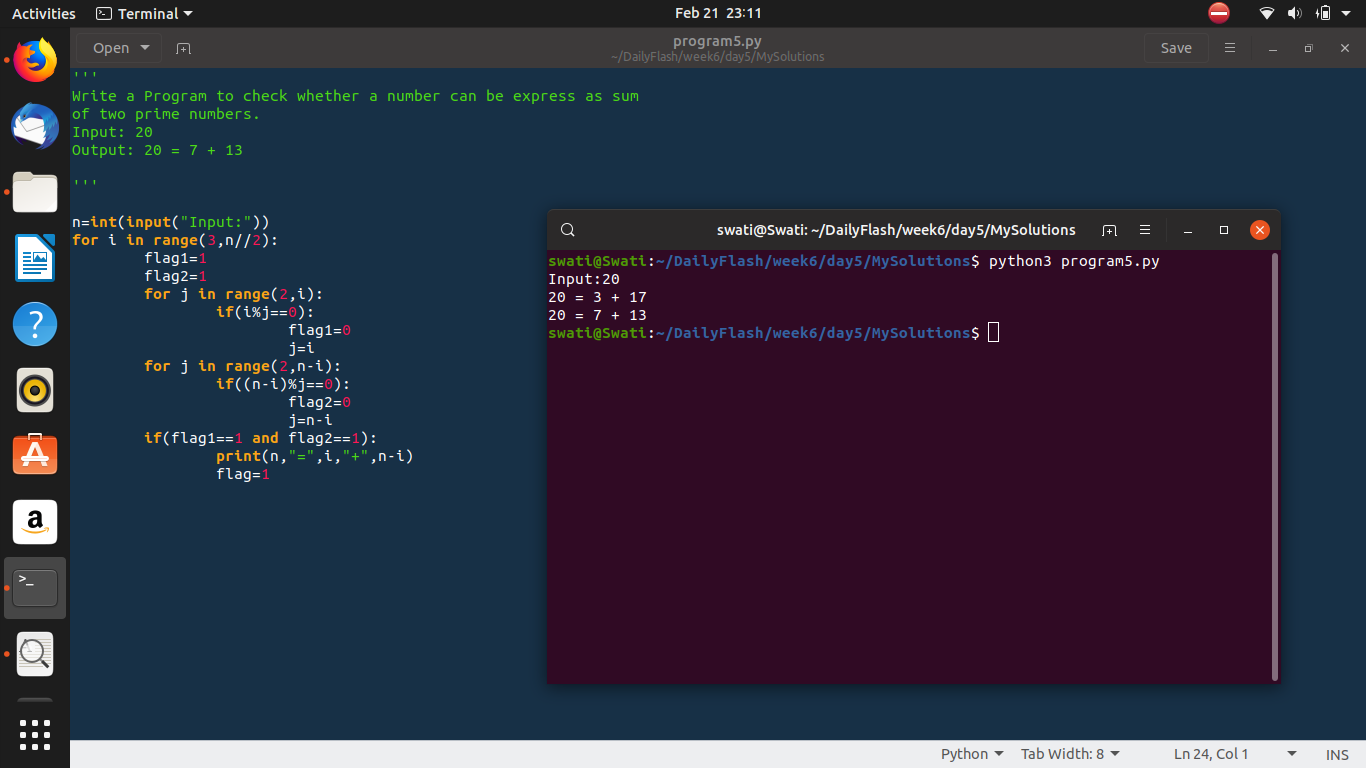 Activities Terminal Feb 21 23:11
Open program5.py Save
~/DailyFlash/week6/day5/MySolutions
'''
Write a Program to check whether a number can be express as sum
of two prime numbers.
Input: 20
Output: 20 = 7 + 13
'''
n=int(input("Input:"))
for i in range(3,n//2):
        flag1=1
        flag2=1
        for j in range(2,i):
                if(i%j==0):
                        flag1=0
                        j=i
        for j in range(2,n-i):
                if((n-i)%j==0):
                        flag2=0
                        j=n-i
        if(flag1==1 and flag2==1):
                print(n,"=",i,"+",n-i)
                flag=1
swati@Swati: ~/DailyFlash/week6/day5/MySolutions
swati@Swati:~/DailyFlash/week6/day5/MySolutions$ python3 program5.py
Input:20
20 = 3 + 17
20 = 7 + 13
swati@Swati:~/DailyFlash/week6/day5/MySolutions$
?
A
a
>_
Python Tab Width: 8 Ln 24, Col 1 INS